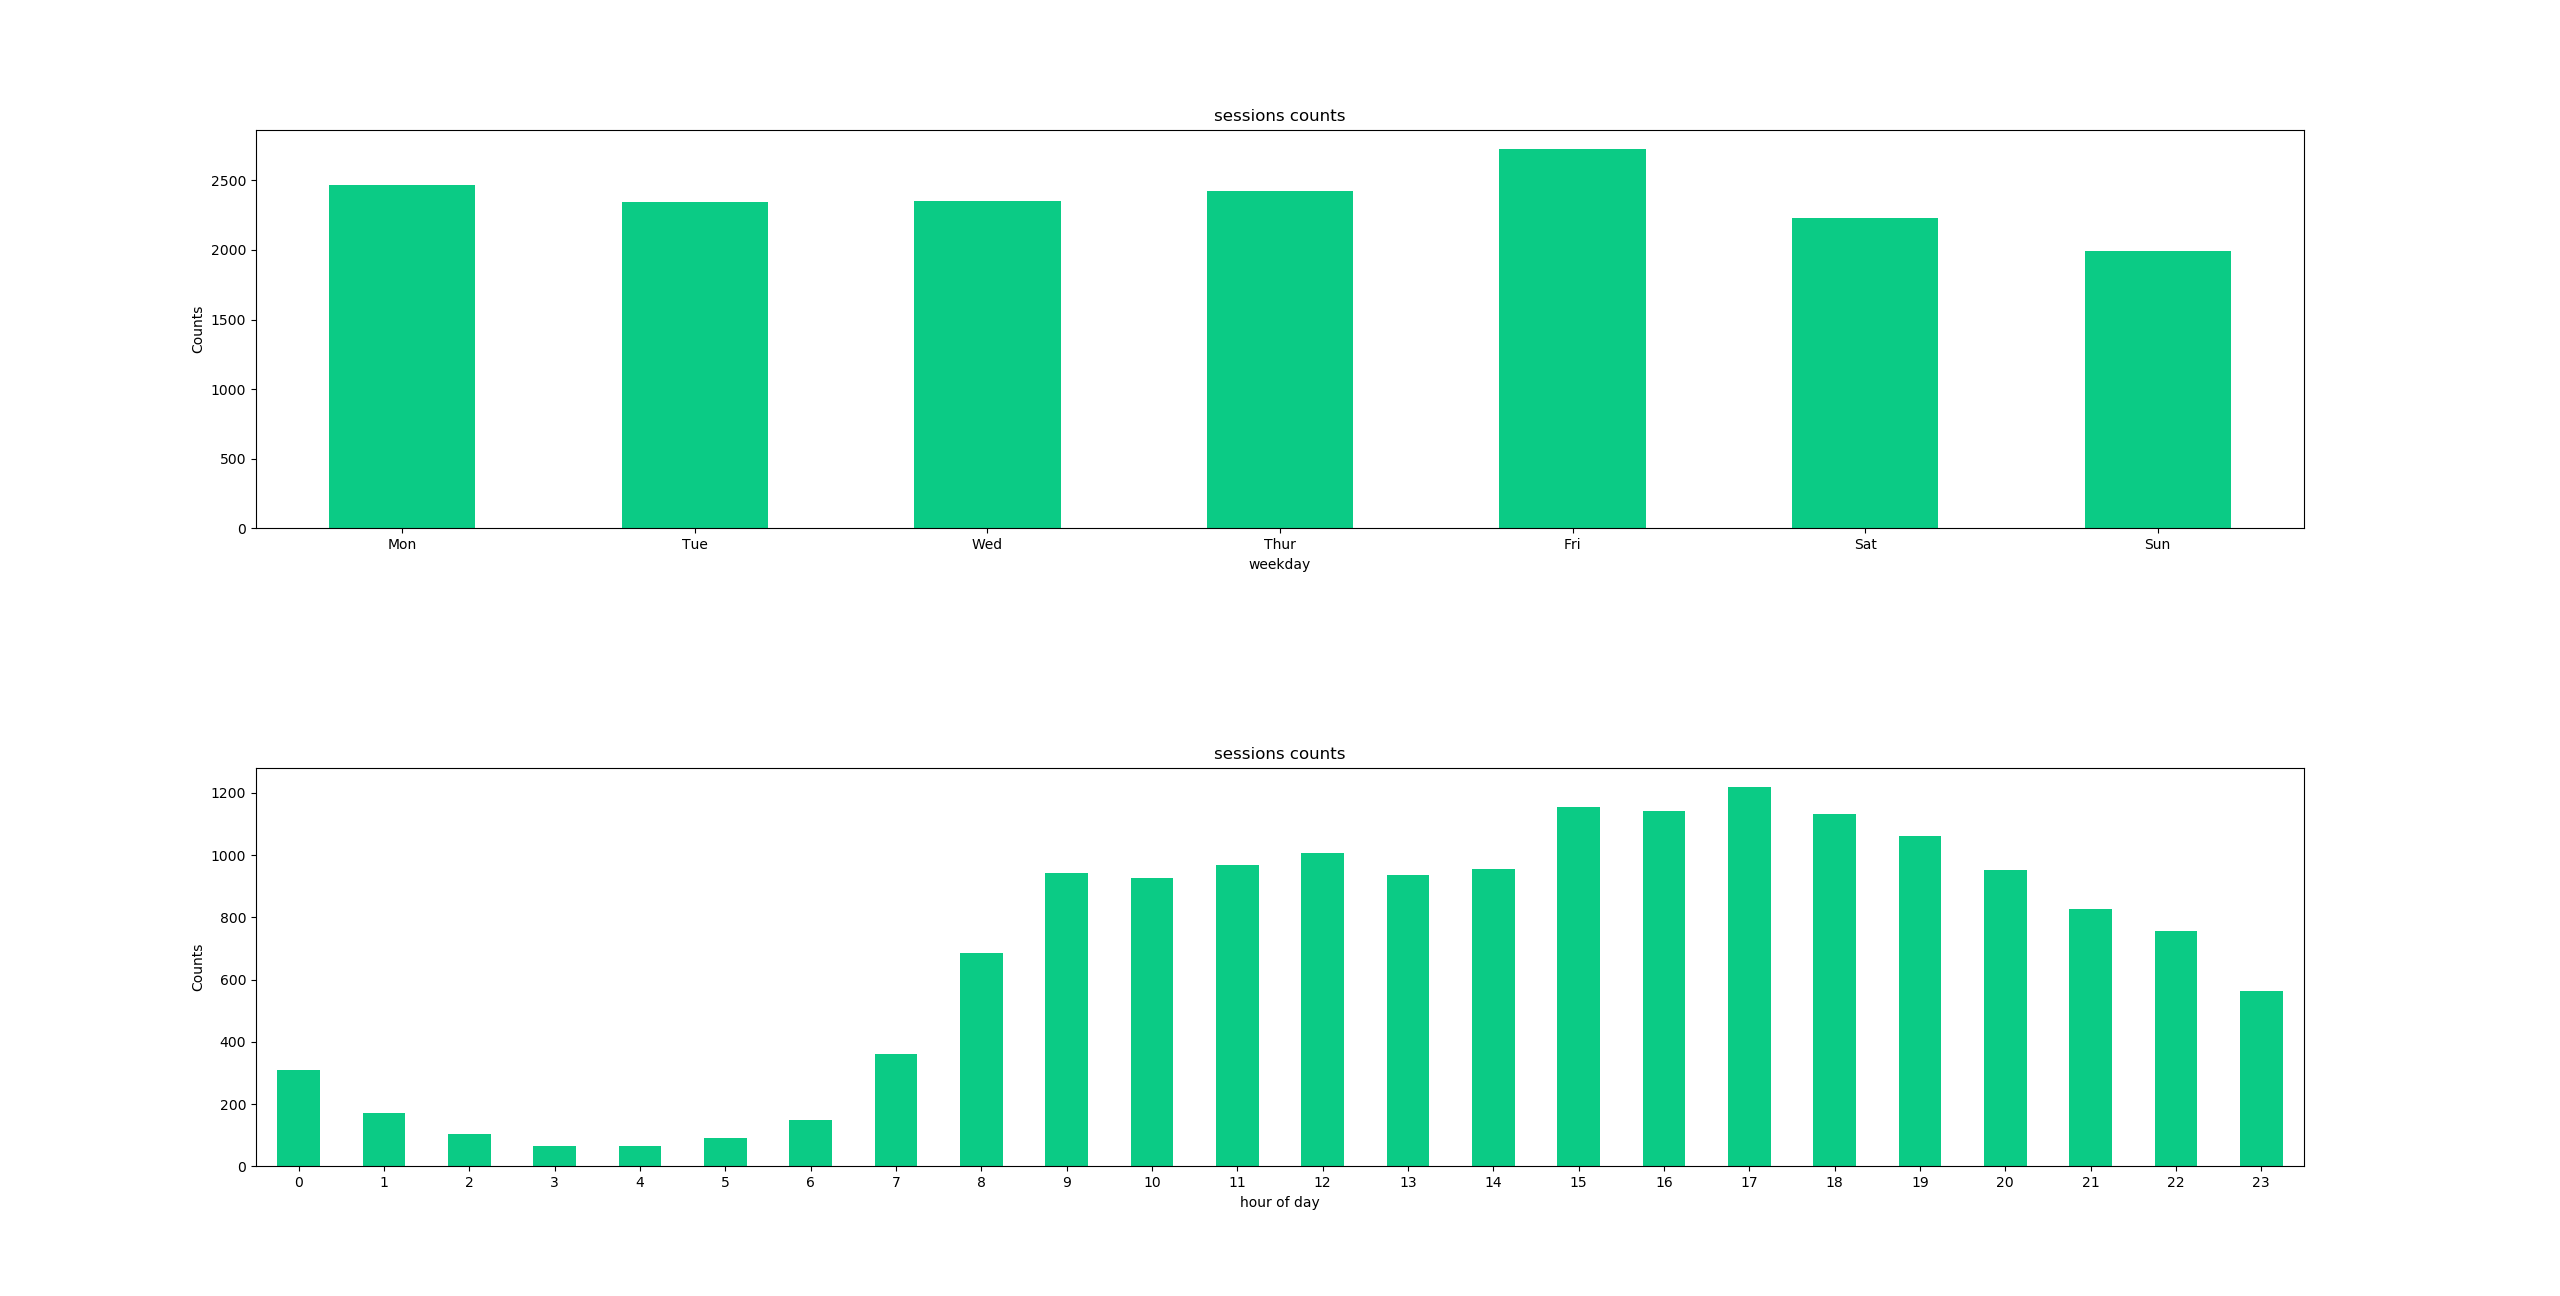 sessions counts
2500
2000
1500
1000
500
0
Counts
Mon Tue Wed Thur Fri Sat Sun
weekday
sessions counts
1200
1000
800
600
400
200
0
Counts
0 1 2 3 4 5 6 7 8 9 10 11 12 13 14 15 16 17 18 19 20 21 22 23
hour of day